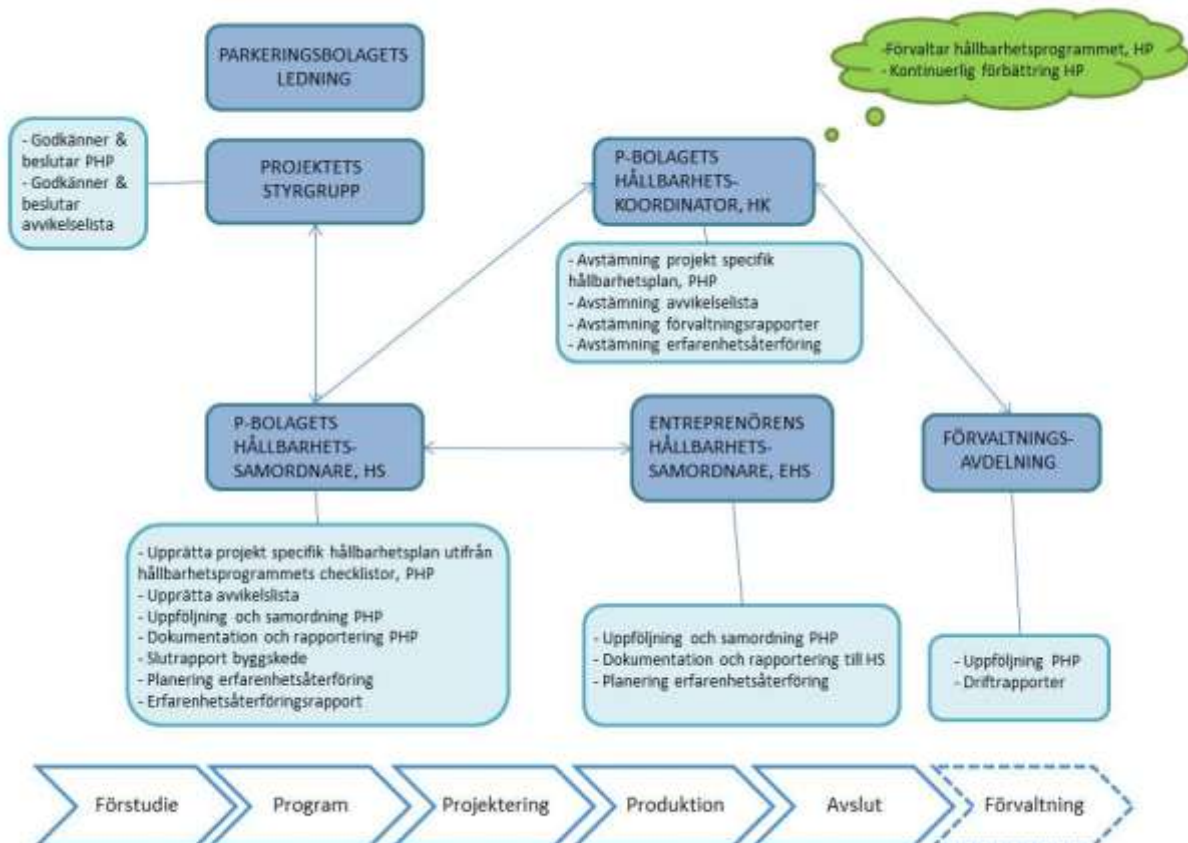 PARKERINGSBOLAGETS
LEDNING
-Förvaltar hållbarhetsprogrammet, HP
- Kontinuerlig förbättring HP
- Godkänner &
beslutar PHP
- Godkänner &
beslutar
avvikelselista
PROJEKTETS
STYRGRUPP
P-BOLAGETS
HÅLLBARHETS-
KOORDINATOR, HK
- Avstämning projekt specifik
hållbarhetsplan, PHP
- Avstämning avvikelselista
- Avstämning förvaltningsrapporter
- Avstämning erfarenhetsåterföring
P-BOLAGETS
HÅLLBARHETS-
SAMORDNARE, HS
ENTREPRENÖRENS
HÅLLBARHETS-
SAMORDNARE, EHS
FÖRVALTNINGS-
AVDELNING
- Upprätta projekt specifik hållbarhetsplan utifrån
hållbarhetsprogrammets checklistor, PHP
- Upprätta avvikelslista
- Uppföljning och samordning PHP
- Dokumentation och rapportering PHP
- Slutrapport byggskede
- Planering erfarenhetsåterföring
- Erfarenhetsåterföringsrapport
- Uppföljning och samordning PHP
- Dokumentation och rapportering till HS
- Planering erfarenhetsåterföring
- Uppföljning PHP
- Driftrapporter
Förstudie
Program
Projektering
Produktion
Avslut
Förvaltning